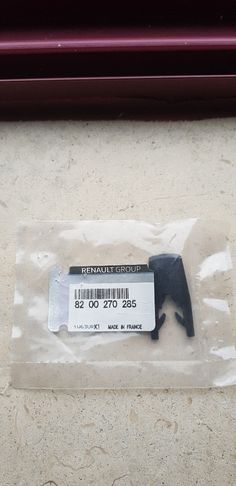 RENAULT GROUP
82 00 270 285
MADE IN FRANCE